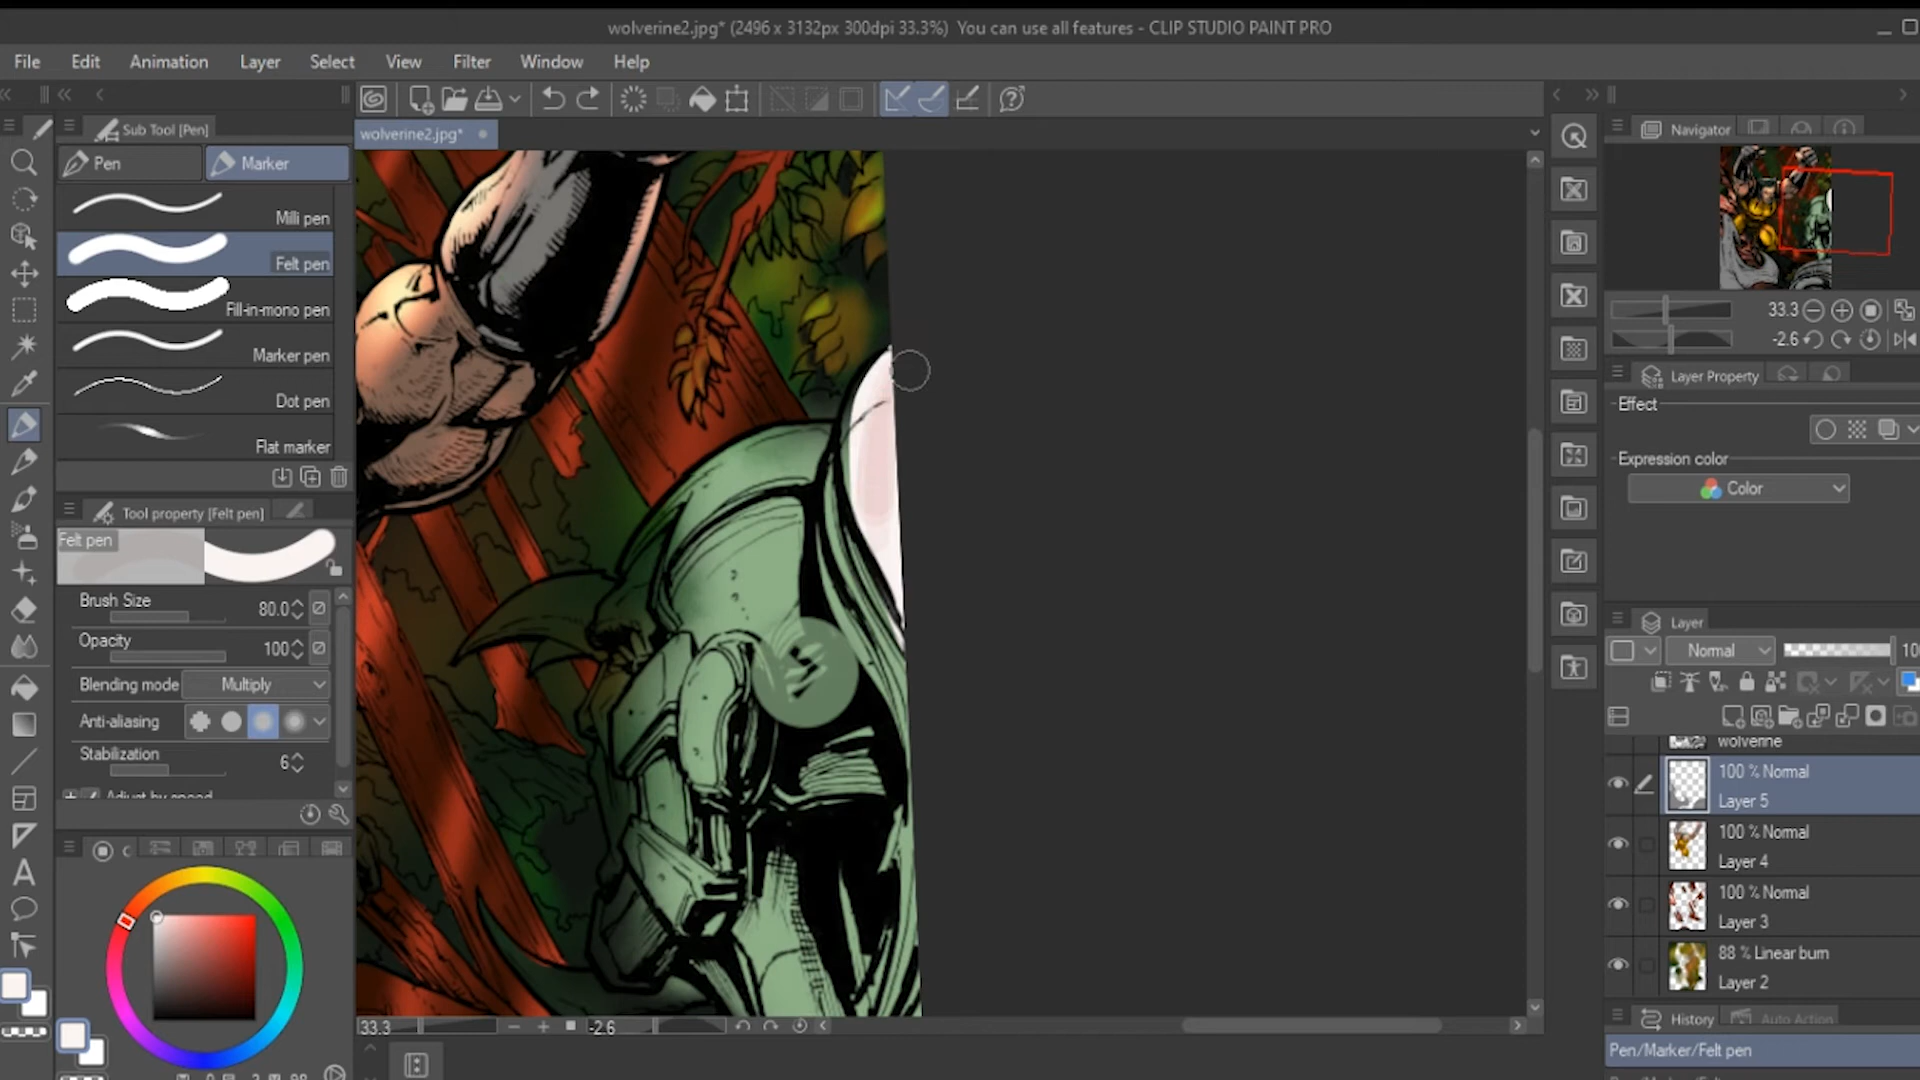 wolverine2.jpg* (2496 x 3132px 300dpi 33.3%) You can use all features - CLIP STUDIO PAINT PRO
File Edit Animation Layer Select View Filter Window Help
Sub Tool [Pen]
Pen Marker
Milli pen
Felt pen
Fill-in-mono pen
Marker pen
Dot pen
Flat marker
Tool property [Felt pen]
Felt pen
Brush Size 80.0
Opacity 100
Blending mode Multiply
Anti-aliasing
Stabilization 6
Adjust by speed
wolverine2.jpg*
33.3 -2.6
Navigator
33.3
-2.6
Layer Property
Effect
Expression color
Color
Layer
Normal 10
wolverine
100 % Normal
Layer 5
100 % Normal
Layer 4
100 % Normal
Layer 3
88 % Linear burn
Layer 2
History Auto Action
Pen/Marker/Felt pen